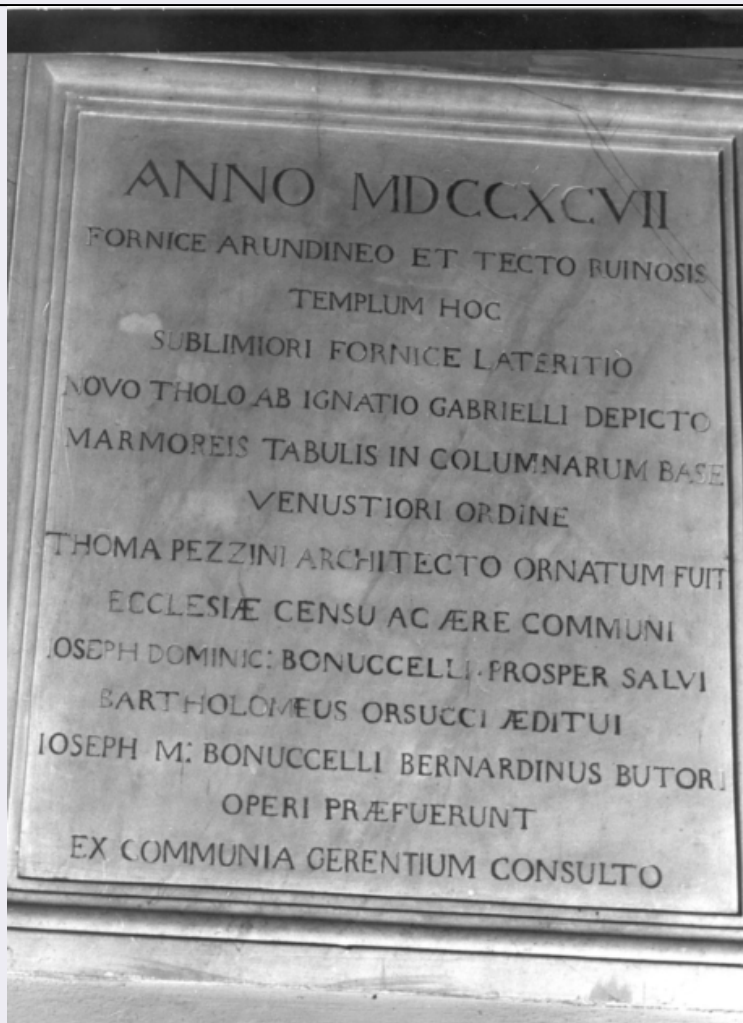 ANNO MDCCXCVII
FORNICE ARUNDINEO ET TECTO RUINOSIS
TEMPLUM HOC
SUBLIMIORI FORNICE LATERITIO
NOVO THOLO AB IGNATIO GABRIELLI DEPICTO
MARMOREIS TABULIS IN COLUMNARUM BASE
VENUSTIORI ORDINE
THOMA PEZZINI ARCHITECTO ORNATUM FUIT
ECCLESIÆ CENSU AC ÆRE COMMUNI
IOSEPH DOMINIC: BONUCCELLI·PROSPER SALVI
BARTHOLOMEUS ORSUCCI ÆDITUI
IOSEPH M: BONUCCELLI BERNARDINUS BUTORI
OPERI PRÆFUERUNT
EX COMMUNIA GERENTIUM CONSULTO